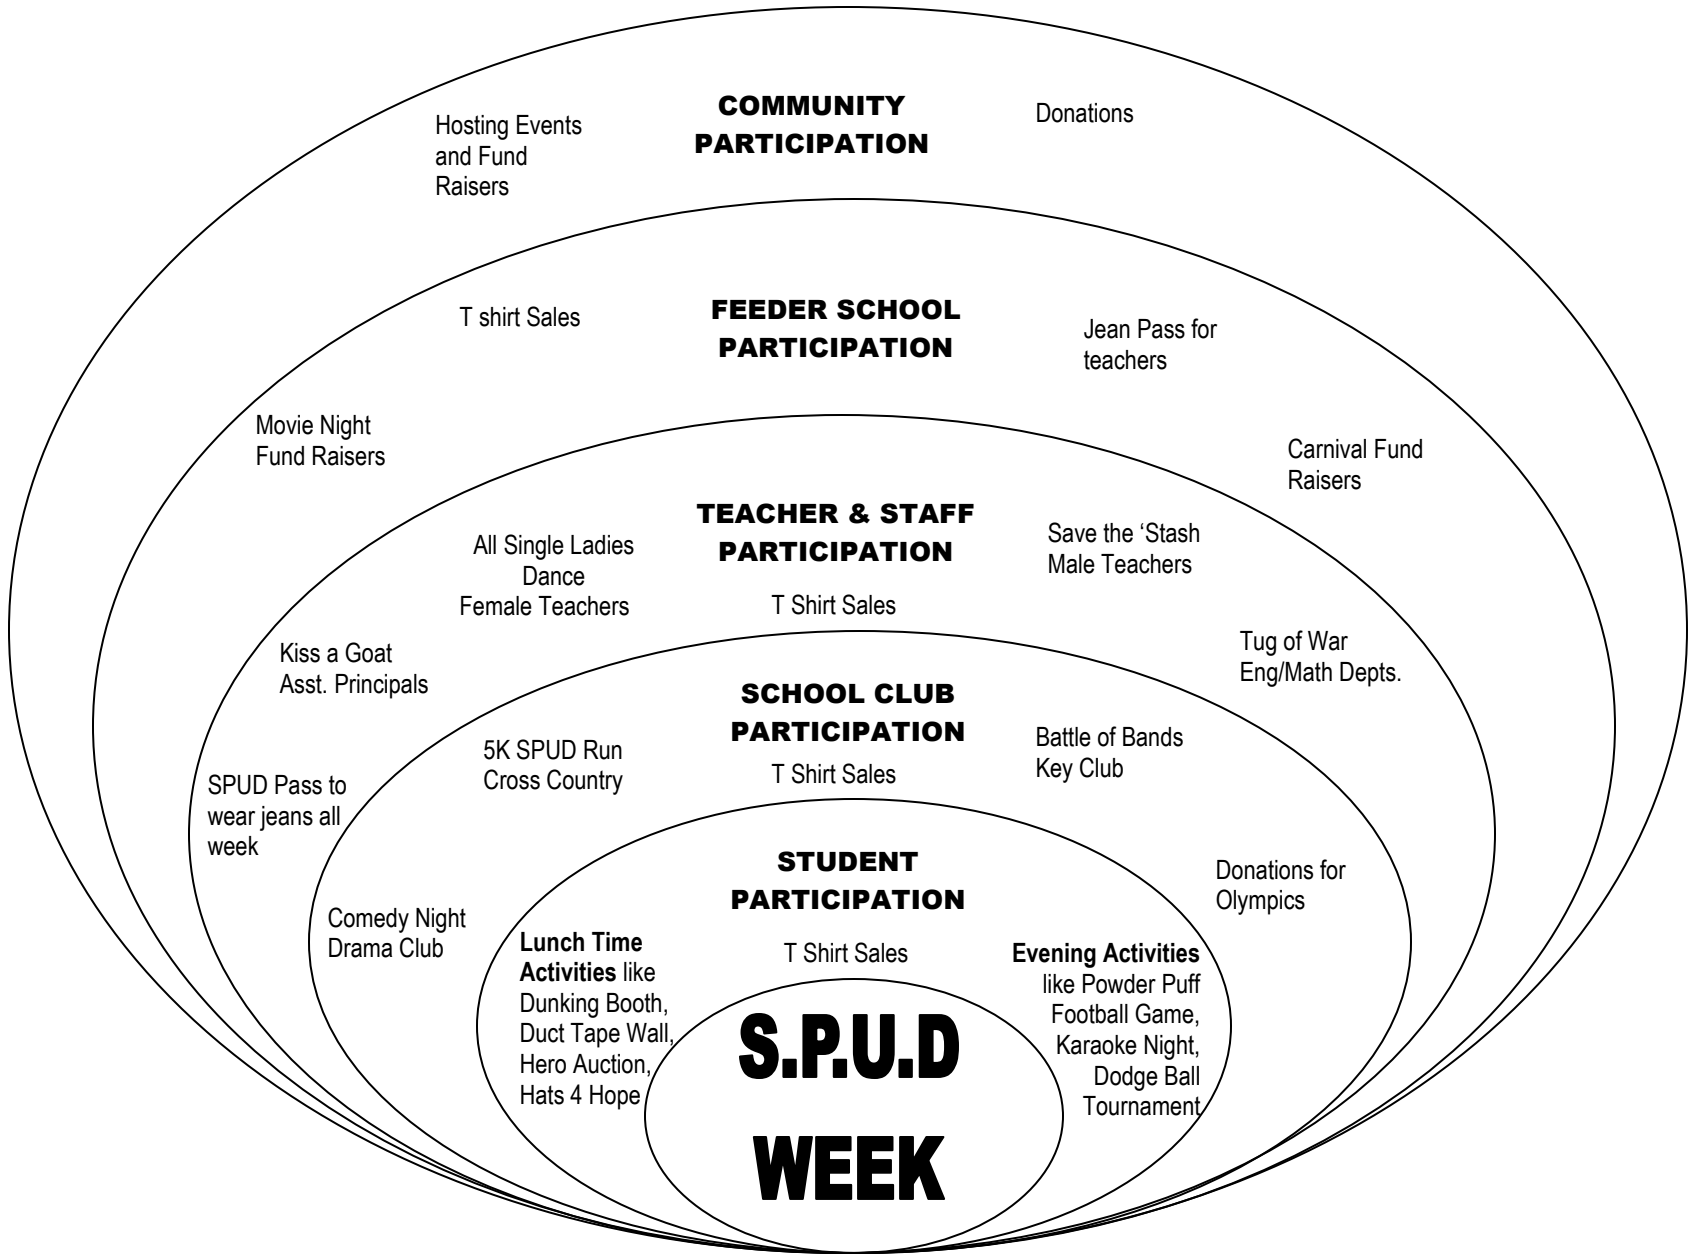 COMMUNITY
PARTICIPATION
Hosting Events
and Fund
Raisers
Donations
FEEDER SCHOOL
PARTICIPATION
T shirt Sales
Jean Pass for
teachers
Movie Night
Fund Raisers
Carnival Fund
Raisers
TEACHER & STAFF
PARTICIPATION
All Single Ladies
Dance
Female Teachers
T Shirt Sales
Save the ‘Stash
Male Teachers
Kiss a Goat
Asst. Principals
Tug of War
Eng/Math Depts.
SPUD Pass to
wear jeans all
week
SCHOOL CLUB
PARTICIPATION
T Shirt Sales
5K SPUD Run
Cross Country
Battle of Bands
Key Club
Comedy Night
Drama Club
Donations for
Olympics
STUDENT
PARTICIPATION
T Shirt Sales
Lunch Time
Activities like
Dunking Booth,
Duct Tape Wall,
Hero Auction,
Hats 4 Hope
Evening Activities
like Powder Puff
Football Game,
Karaoke Night,
Dodge Ball
Tournament
S.P.U.D
WEEK